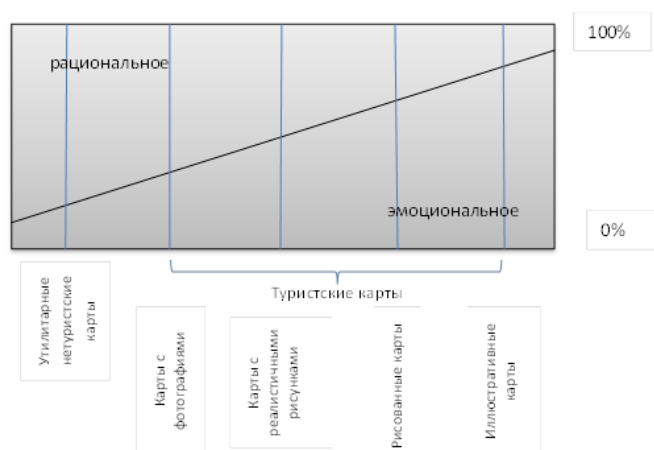 100%
рациональное
эмоциональное
0%
Туристские карты
Утилитарные
нетуристские
карты
Карты с
фотографиями
Карты с
реалистичными
рисунками
Рисованные карты
Иллюстративные
карты